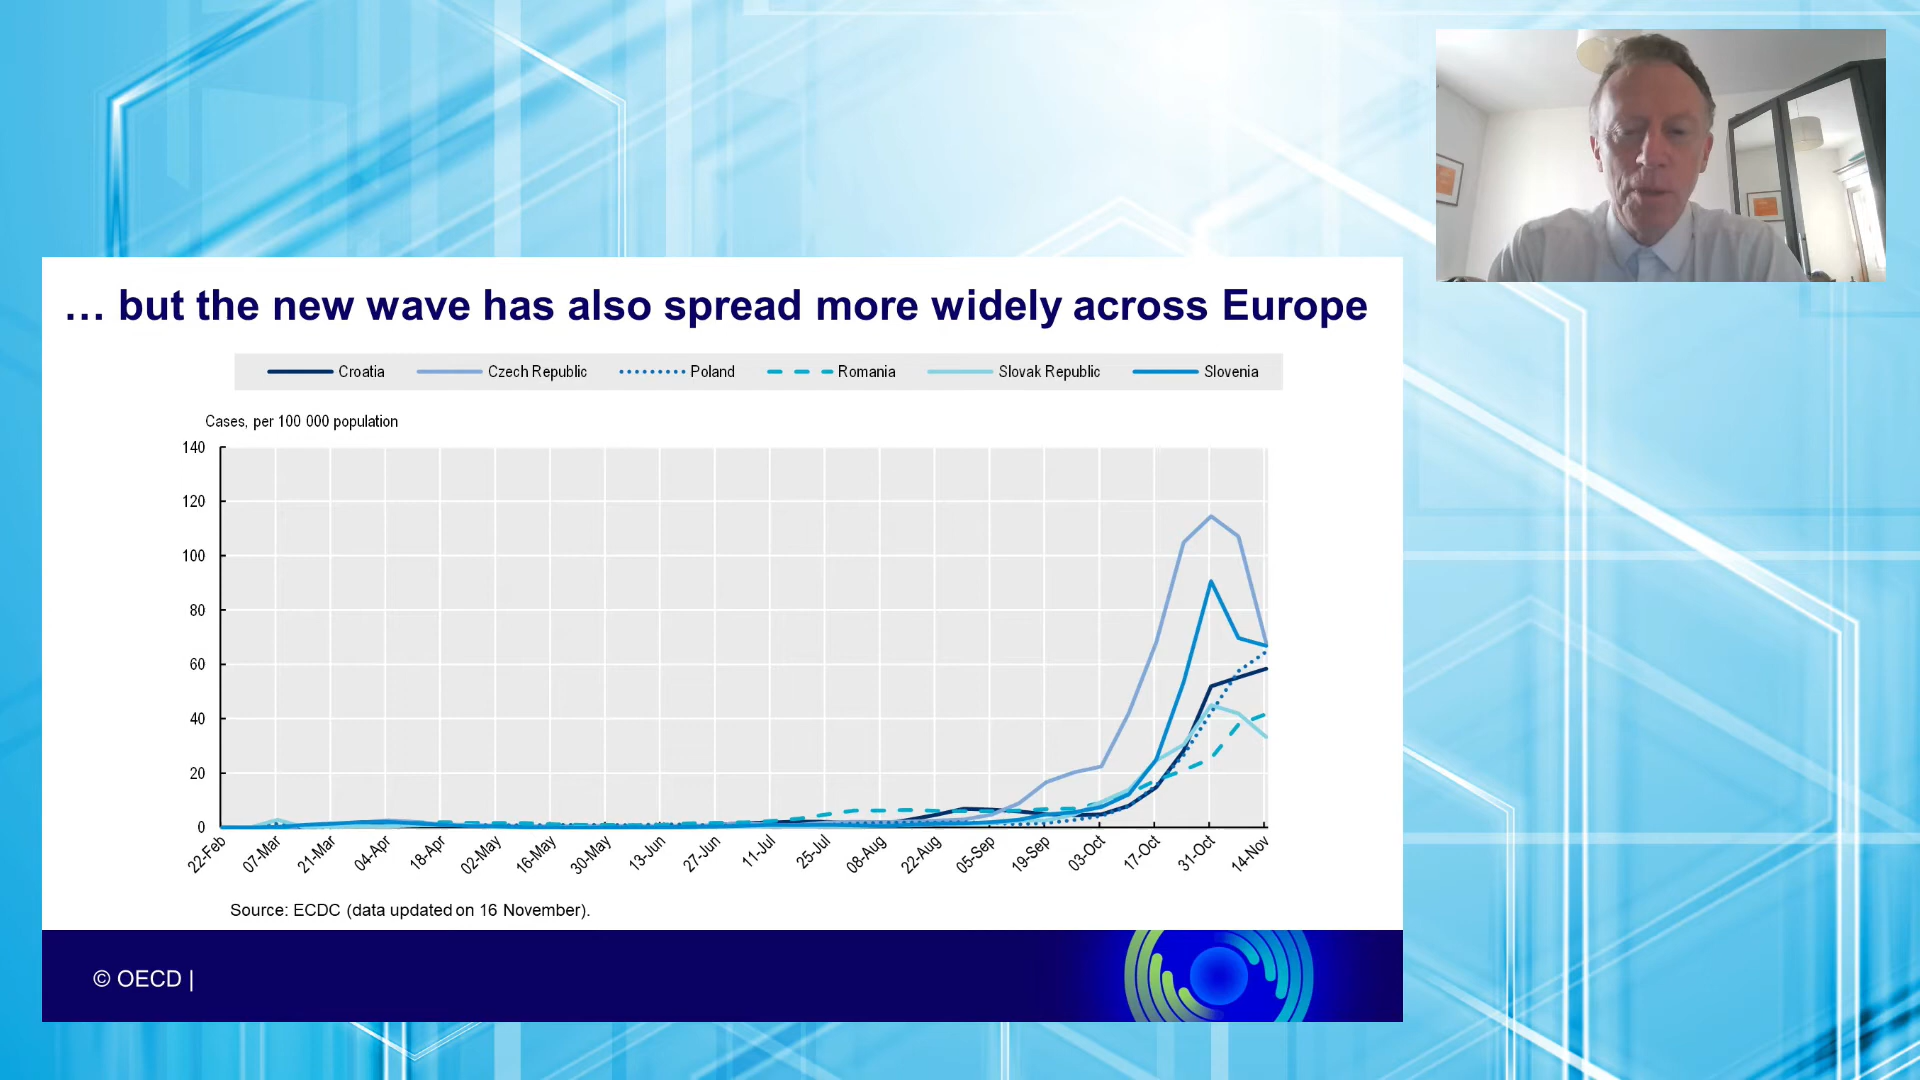 … but the new wave has also spread more widely across Europe
Croatia Czech Republic Poland Romania Slovak Republic Slovenia
Cases, per 100 000 population
140
120
100
80
60
40
20
0
22-Feb 07-Mar 21-Mar 04-Apr 18-Apr 02-May 16-May 30-May 13-Jun 27-Jun 11-Jul 25-Jul 08-Aug 22-Aug 05-Sep 19-Sep 03-Oct 17-Oct 31-Oct 14-Nov
Source: ECDC (data updated on 16 November).
© OECD |